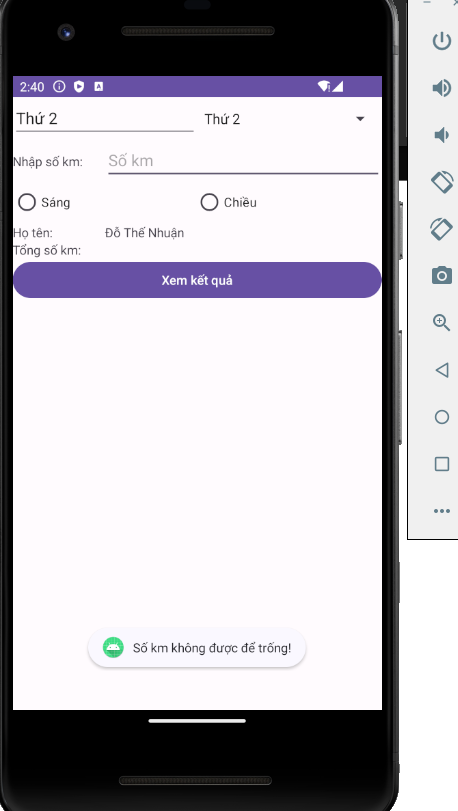 2:40
Thứ 2 Thứ 2
Nhập số km: Số km
Sáng Chiều
Họ tên: Đỗ Thế Nhuận
Tổng số km:
Xem kết quả
Số km không được để trống!